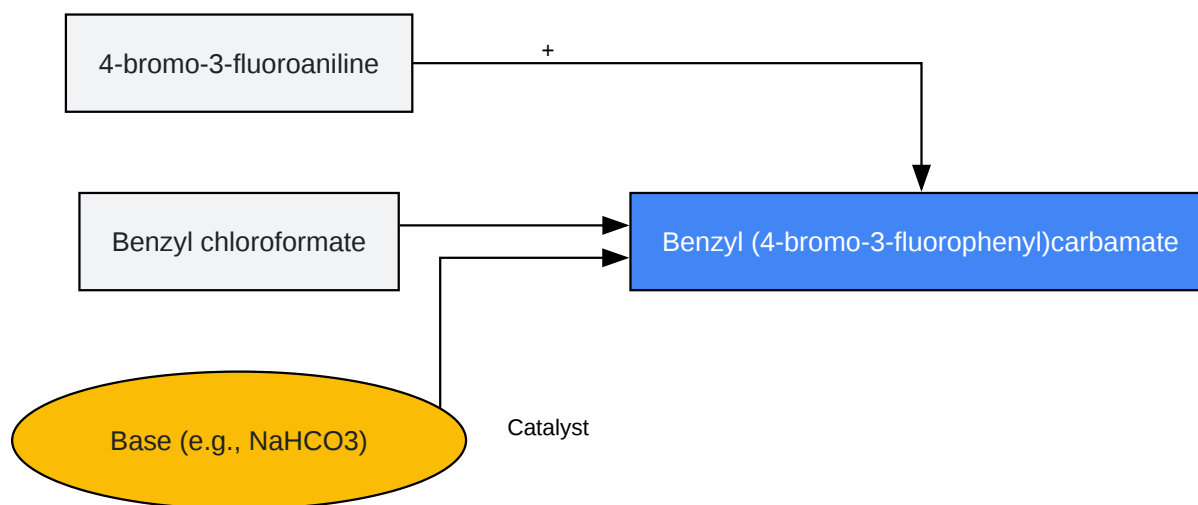 4-bromo-3-fluoroaniline
+
Benzyl chloroformate
Benzyl (4-bromo-3-fluorophenyl)carbamate
Base (e.g., NaHCO3)
Catalyst